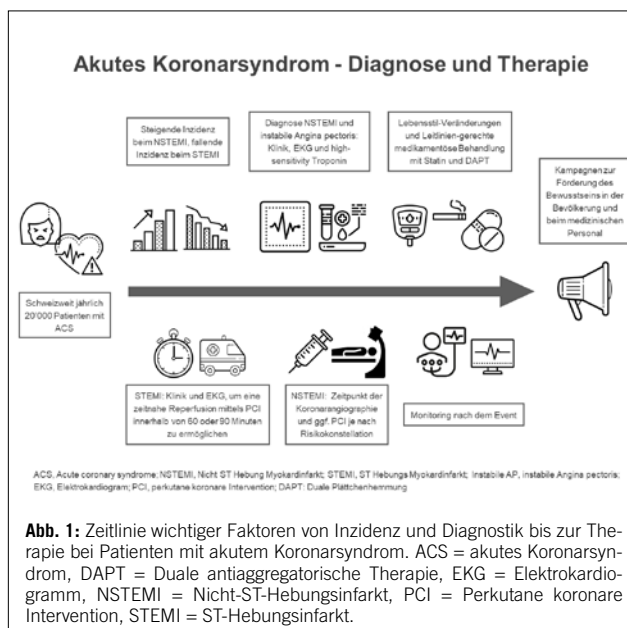 Akutes Koronarsyndrom - Diagnose und Therapie
Steigende Inzidenz
beim NSTEMI, fallende
Inzidenz beim STEMI
Diagnose NSTEMI und
instabile Angina pectoris:
Klinik, EKG und high-
sensitivity Troponin
Lebensstil-Veränderungen
und Leitlinien-gerechte
medikamentöse Behandlung
mit Statin und DAPT
Kampagnen zur
Förderung des
Bewusstseins in der
Bevölkerung und
beim medizinischen
Personal
Schweizweit jährlich
20'000 Patienten mit
ACS
STEMI: Klinik und EKG, um eine
zeitnahe Reperfusion mittels PCI
innerhalb von 60 oder 90 Minuten
zu ermöglichen
NSTEMI: Zeitpunkt der
Koronarangiographie
und ggf. PCI je nach
Risikokonstellation
Monitoring nach dem Event
ACS, Acute coronary syndrome; NSTEMI, Nicht ST Hebung Myokardinfarkt; STEMI, ST Hebungs Myokardinfarkt; Instabile AP, instabile Angina pectoris;
EKG, Elektrokardiogram; PCI, perkutane koronare Intervention; DAPT: Duale Plättchenhemmung
Abb. 1: Zeitlinie wichtiger Faktoren von Inzidenz und Diagnostik bis zur The-
rapie bei Patienten mit akutem Koronarsyndrom. ACS = akutes Koronarsyn-
drom, DAPT = Duale antiaggregatorische Therapie, EKG = Elektrokardio-
gramm, NSTEMI = Nicht-ST-Hebungsinfarkt, PCI = Perkutane koronare
Intervention, STEMI = ST-Hebungsinfarkt.